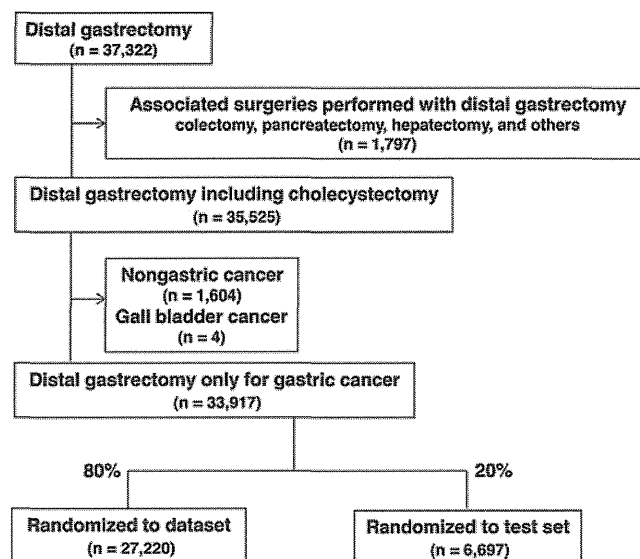 Distal gastrectomy
(n = 37,322)
Associated surgeries performed with distal gastrectomy
colectomy, pancreatectomy, hepatectomy, and others
(n = 1,797)
Distal gastrectomy including cholecystectomy
(n = 35,525)
Nongastric cancer
(n = 1,604)
Gall bladder cancer
(n = 4)
Distal gastrectomy only for gastric cancer
(n = 33,917)
80%
20%
Randomized to dataset
(n = 27,220)
Randomized to test set
(n = 6,697)